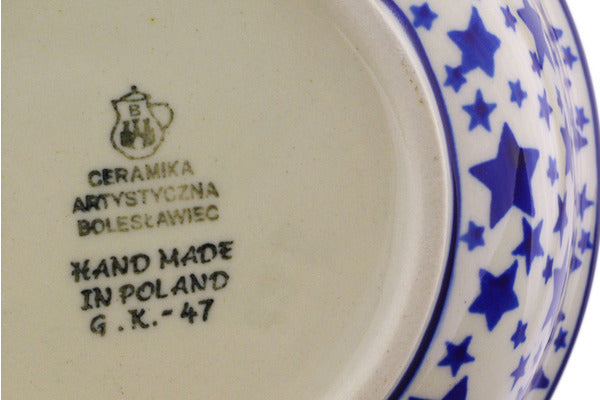 B
CERAMIKA
ARTYSTYCZNA
BOLESŁAWIEC
HAND MADE
IN POLAND
G.K.-47